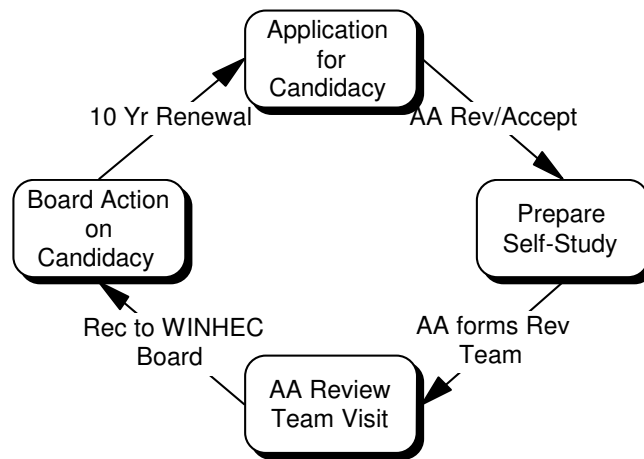 Application
for
Candidacy
10 Yr Renewal
AA Rev/Accept
Board Action
on
Candidacy
Prepare
Self-Study
Rec to WINHEC
Board
AA forms Rev
Team
AA Review
Team Visit